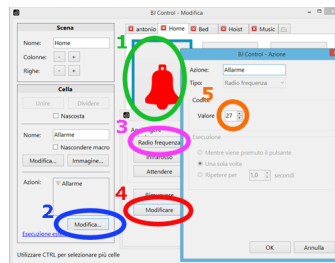 BJ Control - Modifica
Scena
Nome: Home
Colonne: - +
Righe: - +
Cella
Unire Dividere
Nascosta
Nome: Allarme
Nascondere macro
Modifica... Immagine...
Azioni: Allarme
2
Modifica...
Utilizzare CTRL per selezionare più celle
antonio Home Bed Hoist Music
1
3
Radio frequenza
Infrarosso
Attendere
4
Modificare
BJ Control - Azione
Azione: Allarme
Tipo: Radio frequenza
Codice
5
Valore 27
Esecuzione
Mentre viene premuto il pulsante
Una sola volta
Ripetere per 1,0 secondi
OK Annulla